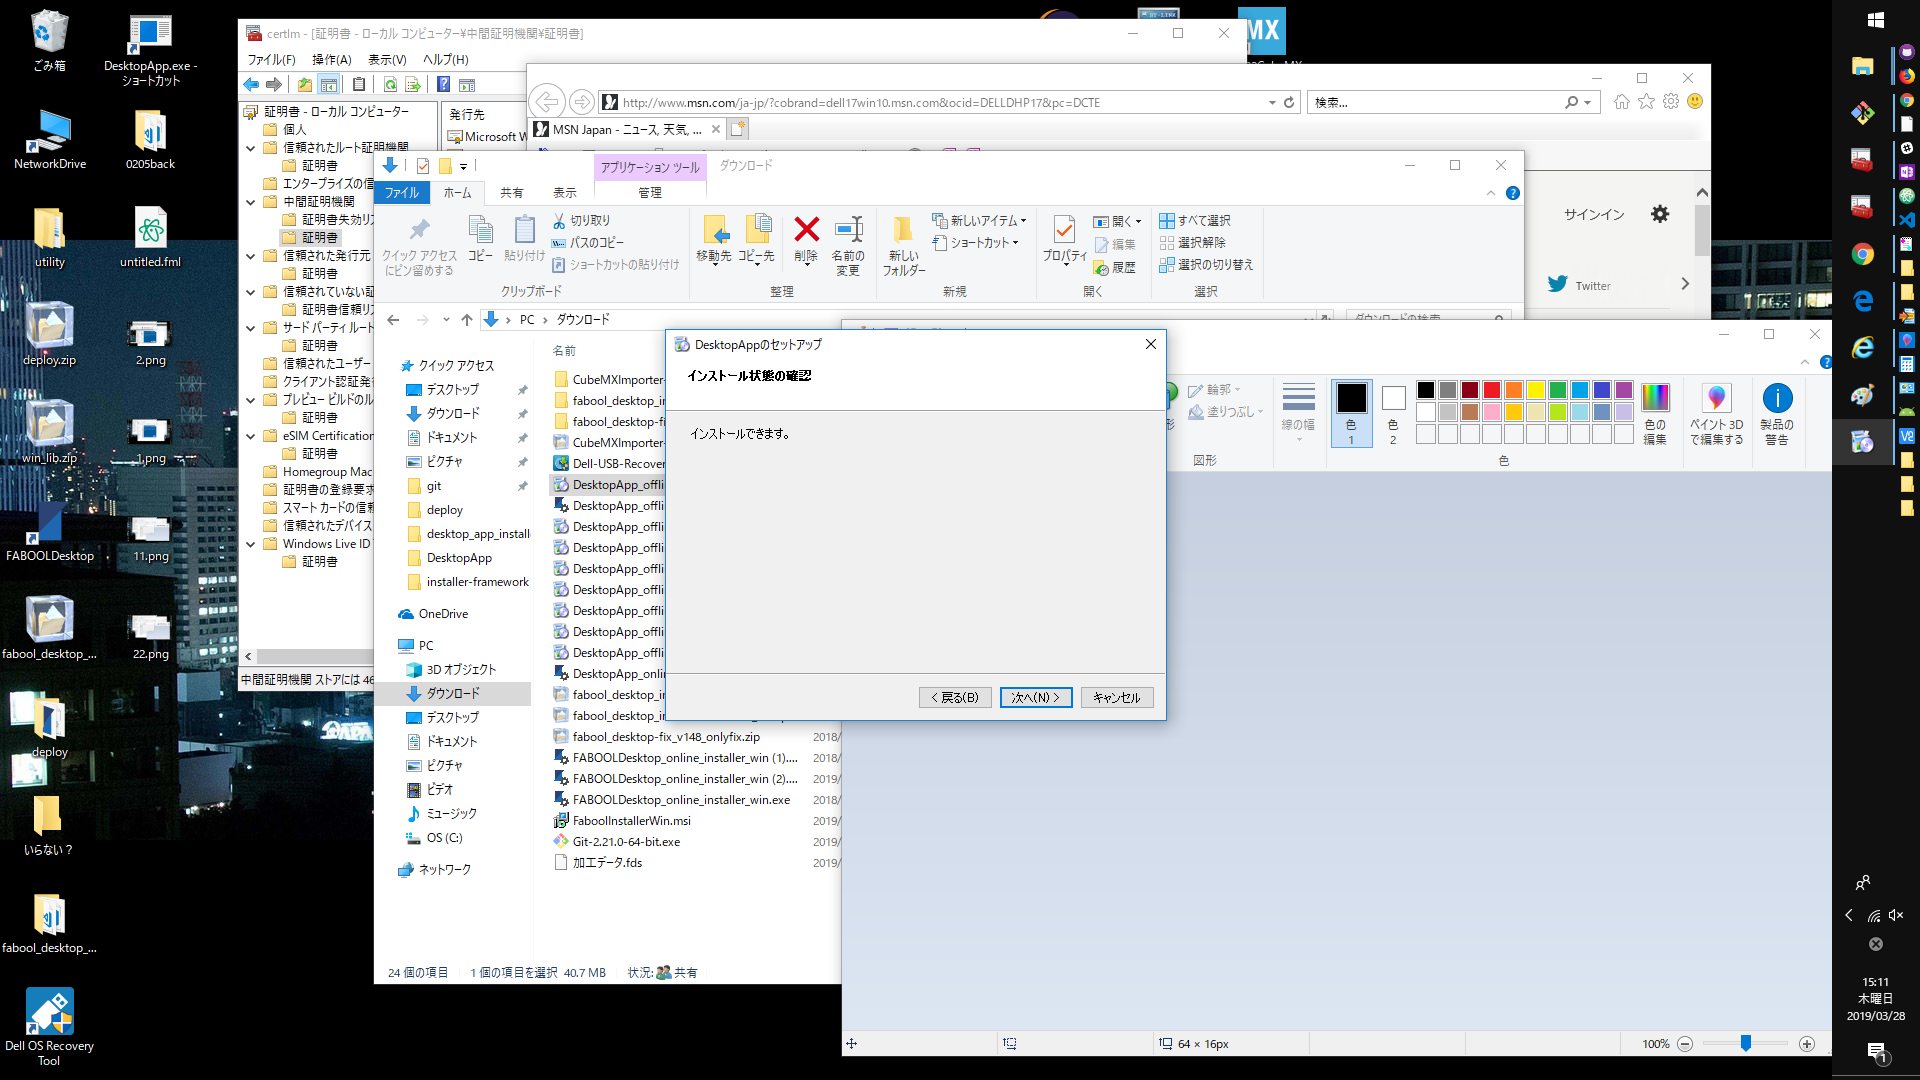 ごみ箱
DesktopApp.exe -
ショートカット
NetworkDrive
0205back
utility
untitled.fml
deploy.zip
2.png
win_lib.zip
1.png
FABOOLDesktop
11.png
fabool_desktop_...
22.png
deploy
いらない？
fabool_desktop_...
Dell OS Recovery
Tool
certlm - [証明書 - ローカル コンピューター¥中間証明機関¥証明書]
ファイル(F) 操作(A) 表示(V) ヘルプ(H)
証明書 - ローカル コンピューター
個人
信頼されたルート証明機関
証明書
エンタープライズの信
中間証明機関
証明書失効リス
証明書
信頼された発行元
証明書
信頼されていない証
証明書信頼リス
サード パーティ ルート
証明書
信頼されたユーザー
クライアント認証発行
プレビュー ビルドのル
証明書
eSIM Certification
証明書
Homegroup Mac
証明書の登録要求
スマート カードの信頼
信頼されたデバイス
Windows Live ID
証明書
中間証明機関 ストアには 46
発行先
Microsoft W
MX
http://www.msn.com/ja-jp/?cobrand=dell17win10.msn.com&ocid=DELLDHP17&pc=DCTE
検索...
MSN Japan - ニュース, 天気, ...
サインイン
Twitter
アプリケーション ツール
ダウンロード
ファイル ホーム 共有 表示 管理
クイック アクセス
にピン留めする
コピー
貼り付け
切り取り
パスのコピー
ショートカットの貼り付け
クリップボード
移動先 コピー先
削除
名前の
変更
整理
新しい
フォルダー
新しいアイテム
ショートカット
新規
プロパティ
開く
編集
履歴
開く
すべて選択
選択解除
選択の切り替え
選択
PC ダウンロード
ダウンロードの検索
クイック アクセス
デスクトップ
ダウンロード
ドキュメント
ピクチャ
git
deploy
desktop_app_install
DesktopApp
installer-framework
OneDrive
PC
3D オブジェクト
ダウンロード
デスクトップ
ドキュメント
ピクチャ
ビデオ
ミュージック
OS (C:)
ネットワーク
名前
CubeMXImporter-
fabool_desktop_in
fabool_desktop-fi
CubeMXImporter-
Dell-USB-Recover
DesktopApp_offli
DesktopApp_offli
DesktopApp_offli
DesktopApp_offli
DesktopApp_offli
DesktopApp_offli
DesktopApp_offli
DesktopApp_offli
DesktopApp_offli
DesktopApp_onlin
fabool_desktop_in
fabool_desktop_in
fabool_desktop-fix_v148_onlyfix.zip 2018/
FABOOLDesktop_online_installer_win (1).... 2018/
FABOOLDesktop_online_installer_win (2).... 2019/
FABOOLDesktop_online_installer_win.exe 2018/
FaboolInstallerWin.msi 2019/
Git-2.21.0-64-bit.exe 2019/
加工データ.fds 2019/
24 個の項目 1 個の項目を選択 40.7 MB 状況: 共有
DesktopAppのセットアップ
インストール状態の確認
インストールできます。
< 戻る(B) 次へ(N) > キャンセル
輪郭
塗りつぶし
形
図形
線の幅
色
1
色
2
色の
編集
色
ペイント 3D
で編集する
製品の
警告
64 × 16px
100%
15:11
木曜日
2019/03/28
1